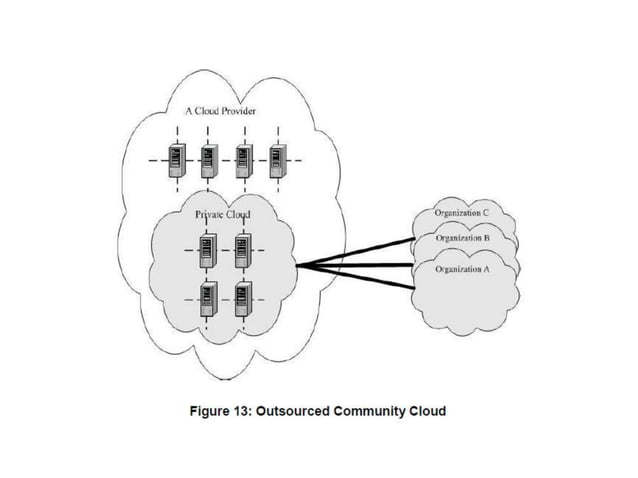 A Cloud Provider
Private Cloud
Organization C
Organization B
Organization A
Figure 13: Outsourced Community Cloud